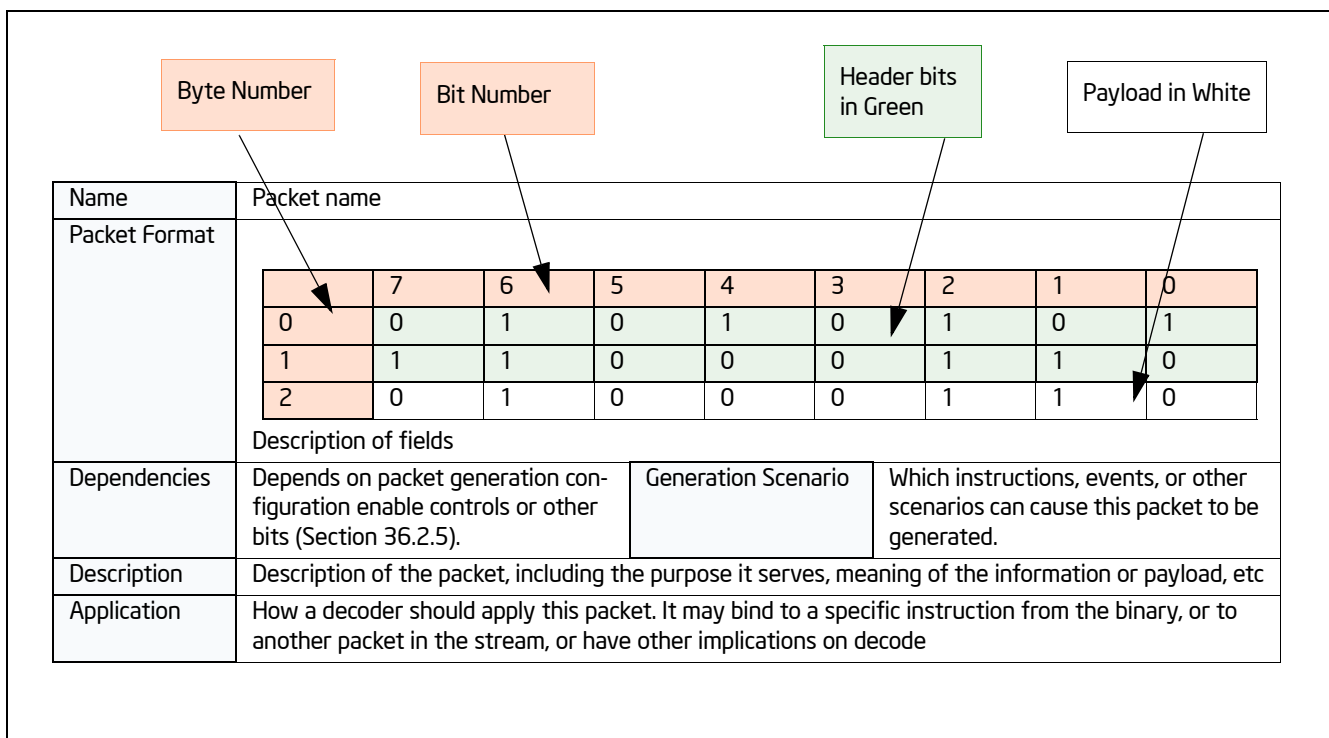 Byte Number
Bit Number
Header bits
in Green
Payload in White
Name
Packet name
Packet Format
7 6 5 4 3 2 1 0
0 0 1 0 1 0 1 0 1
1 1 1 0 0 0 1 1 0
2 0 1 0 0 0 1 1 0
Description of fields
Dependencies
Depends on packet generation con-
figuration enable controls or other
bits (Section 36.2.5).
Generation Scenario
Which instructions, events, or other
scenarios can cause this packet to be
generated.
Description
Description of the packet, including the purpose it serves, meaning of the information or payload, etc
Application
How a decoder should apply this packet. It may bind to a specific instruction from the binary, or to
another packet in the stream, or have other implications on decode